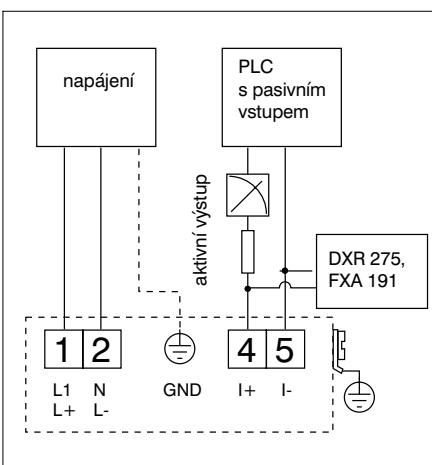 napájení
PLC
s pasivním
vstupem
aktivní výstup
DXR 275,
FXA 191
1 2 4 5
L1 N GND I+ I-
L+ L-